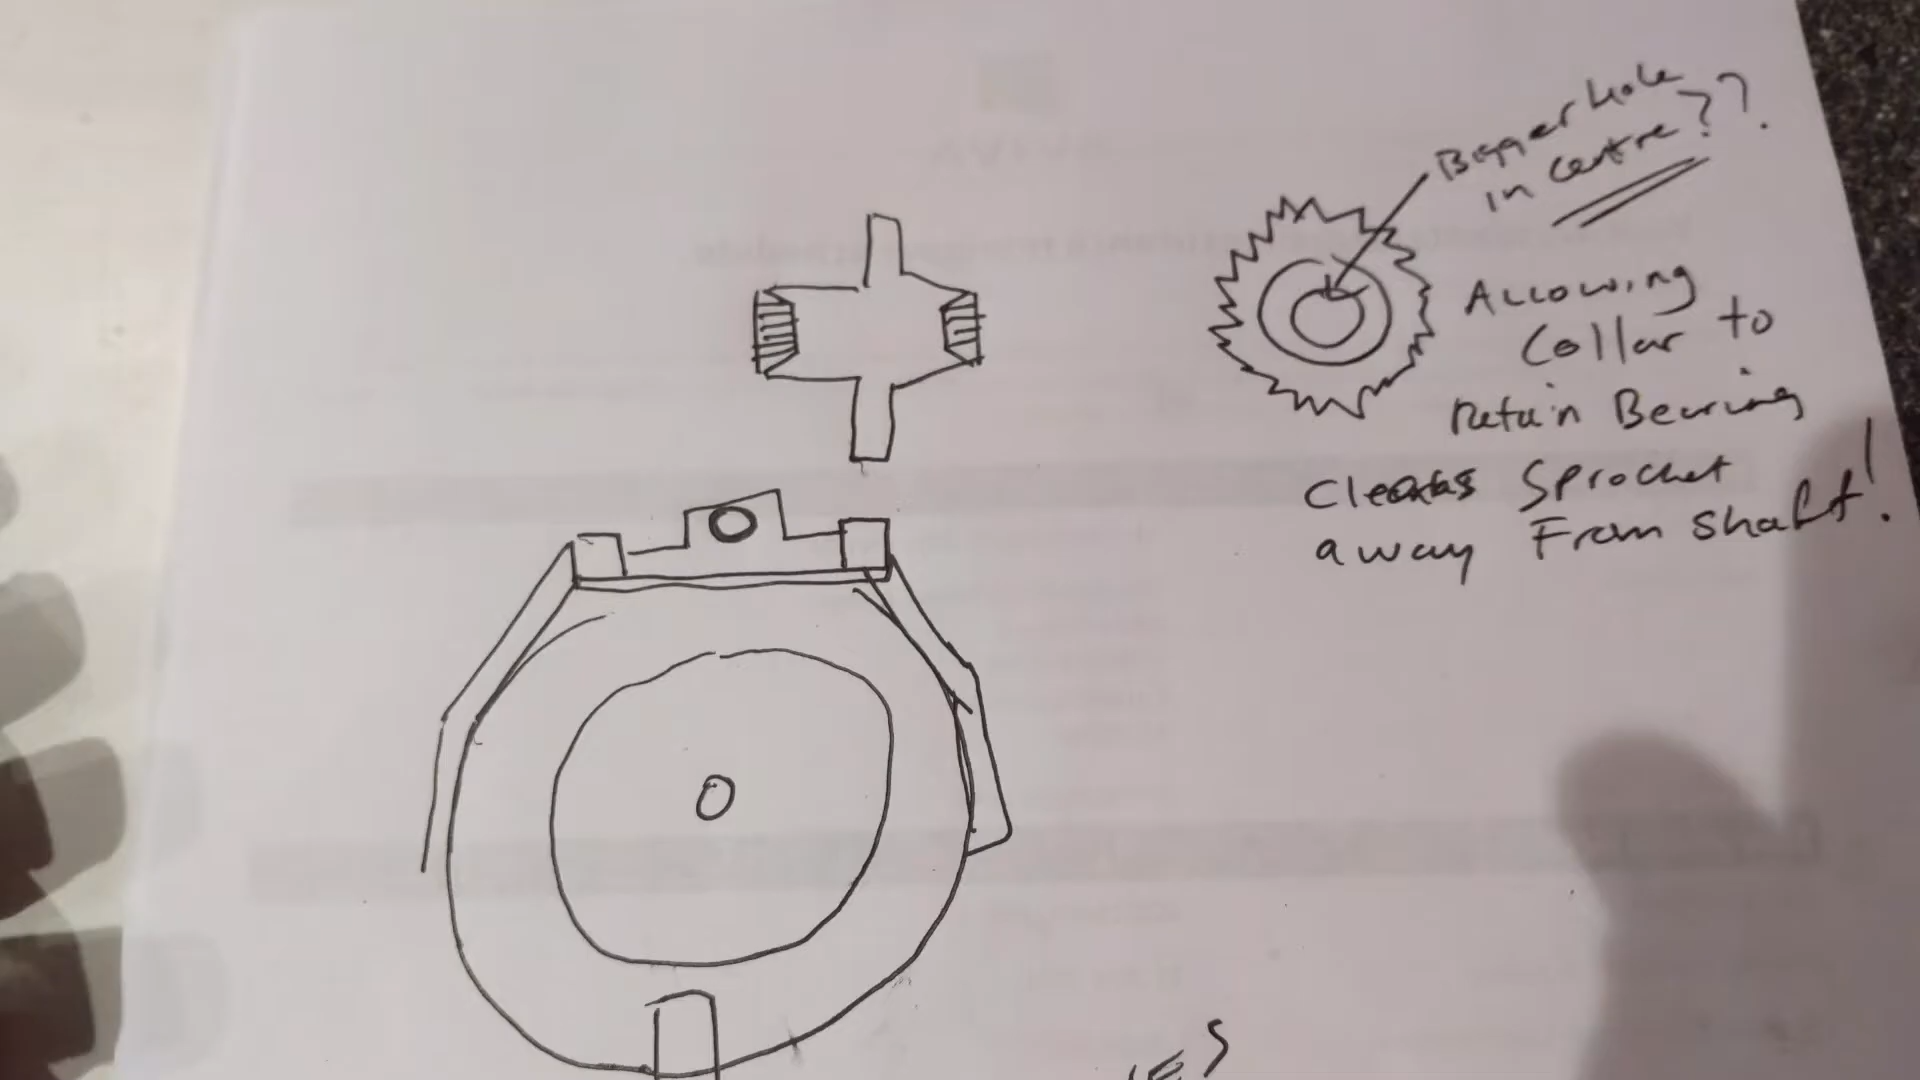 Bigger Hole
in centre??.
Allowing
Collar to
retain Bearing
Clears Sprocket
away From shaft!